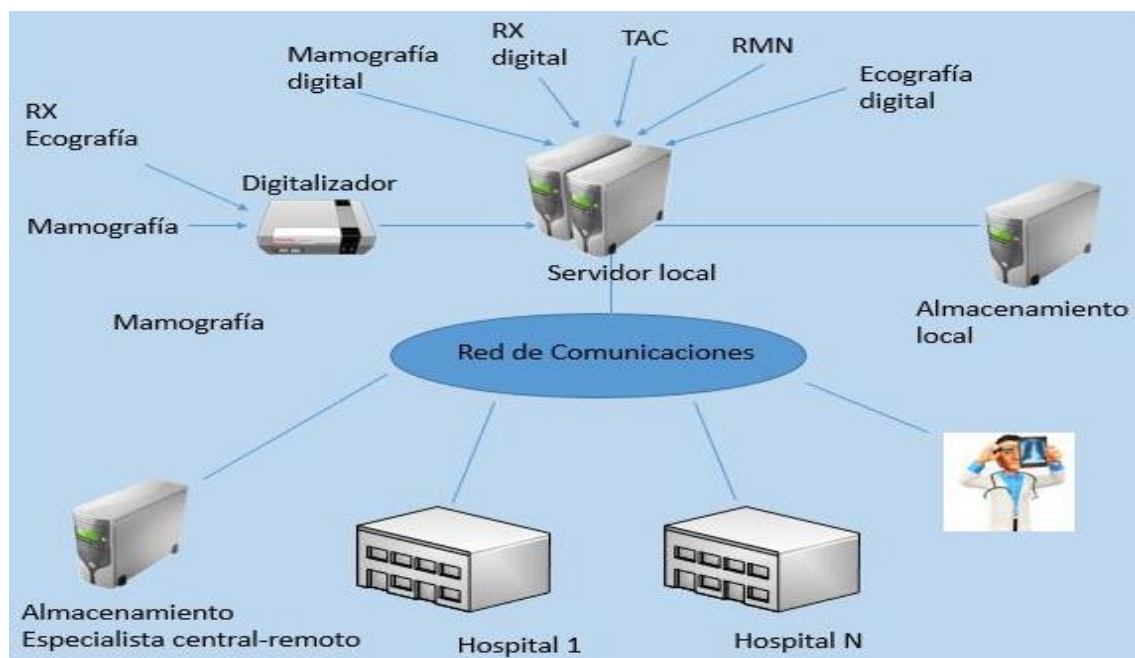 RX
digital
TAC
RMN
Mamografía
digital
Ecografía
digital
RX
Ecografía
Digitalizador
Mamografía
Servidor local
Almacenamiento
local
Mamografía
Red de Comunicaciones
Almacenamiento
Especialista central-remoto
Hospital 1
Hospital N